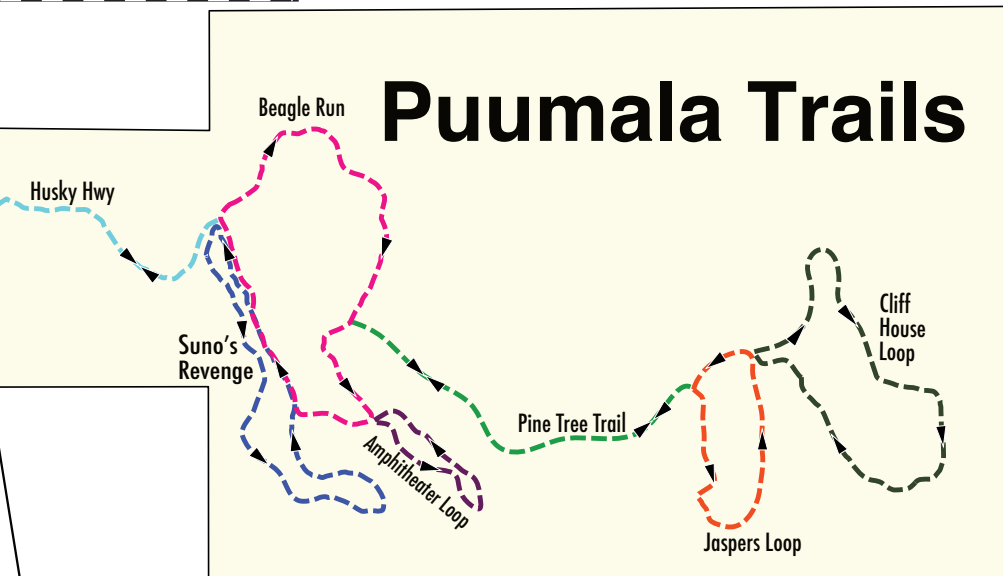 Puumala Trails
Beagle Run
Husky Hwy
Suno's
Revenge
Amphitheater Loop
Pine Tree Trail
Jaspers Loop
Cliff
House
Loop